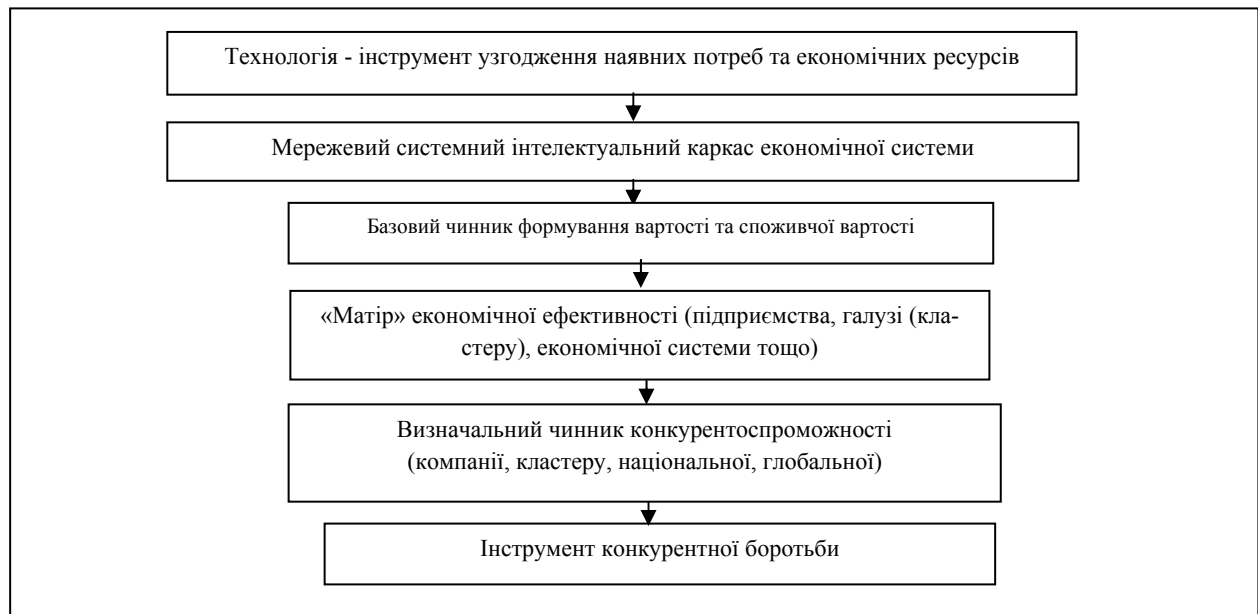 Технологія - інструмент узгодження наявних потреб та економічних ресурсів
Мережевий системний інтелектуальний каркас економічної системи
Базовий чинник формування вартості та споживчої вартості
«Матір» економічної ефективності (підприємства, галузі (кла-
стеру), економічної системи тощо)
Визначальний чинник конкурентоспроможності
(компанії, кластеру, національної, глобальної)
Інструмент конкурентної боротьби